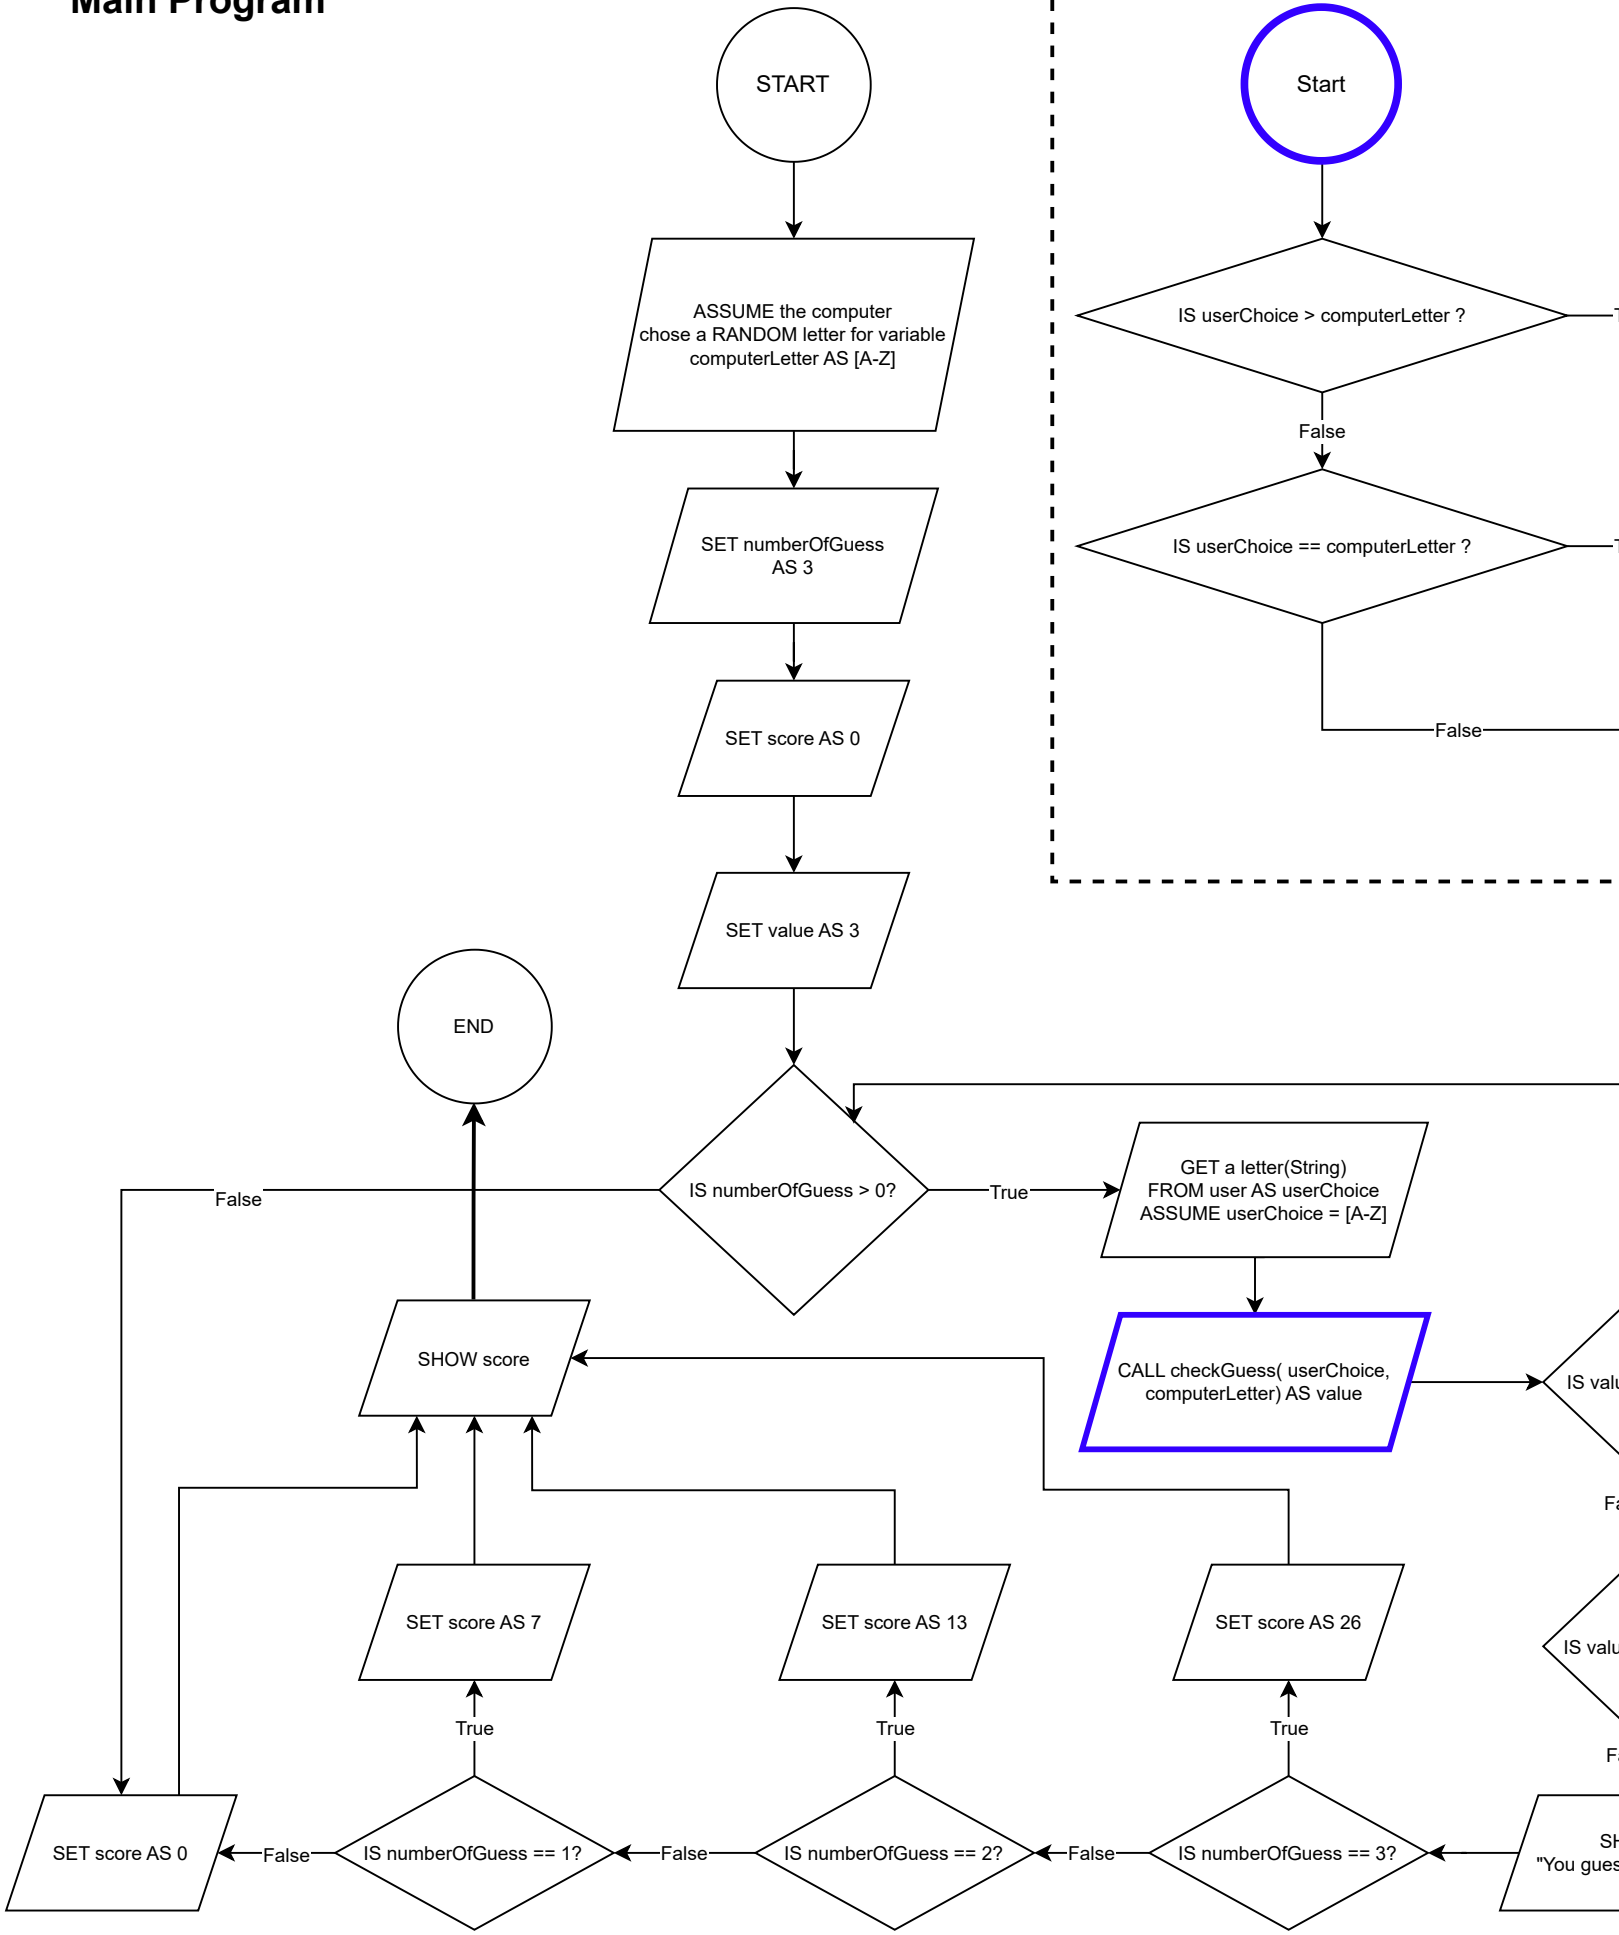 Main Program
START
Start
ASSUME the computer
chose a RANDOM letter for variable
computerLetter AS [A-Z]
IS userChoice > computerLetter ?
False
SET numberOfGuess
AS 3
IS userChoice == computerLetter ?
SET score AS 0
False
SET value AS 3
END
IS numberOfGuess > 0?
False
True
GET a letter(String)
FROM user AS userChoice
ASSUME userChoice = [A-Z]
SHOW score
CALL checkGuess( userChoice,
computerLetter) AS value
IS
SET score AS 7
SET score AS 13
SET score AS 26
IS
True
True
True
SET score AS 0
False
IS numberOfGuess == 1?
False
IS numberOfGuess == 2?
False
IS numberOfGuess == 3?
"You